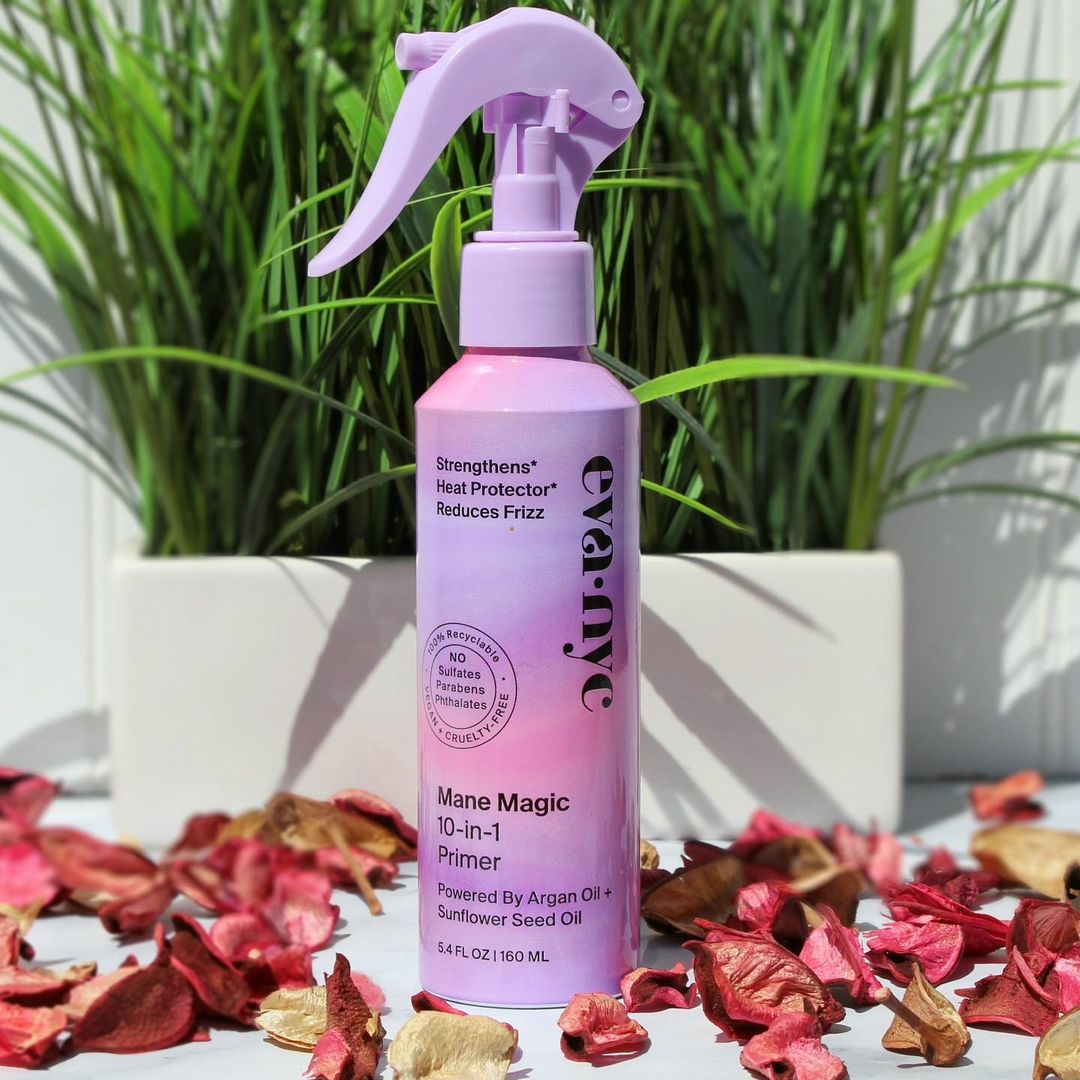 Strengthens*
Heat Protector*
Reduces Frizz
eva·nyc
100% Recyclable
NO
Sulfates
Parabens
Phthalates
VEGAN + CRUELTY-FREE
Mane Magic
10-in-1
Primer
Powered By Argan Oil +
Sunflower Seed Oil
5.4 FL OZ | 160 ML